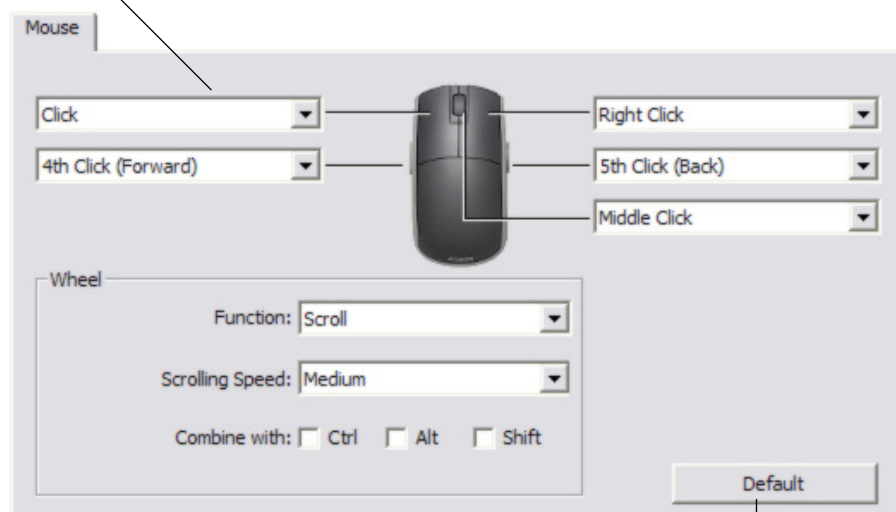 Mouse
Click
Right Click
4th Click (Forward)
5th Click (Back)
Middle Click
Wheel
Function: Scroll
Scrolling Speed: Medium
Combine with: Ctrl Alt Shift
Default